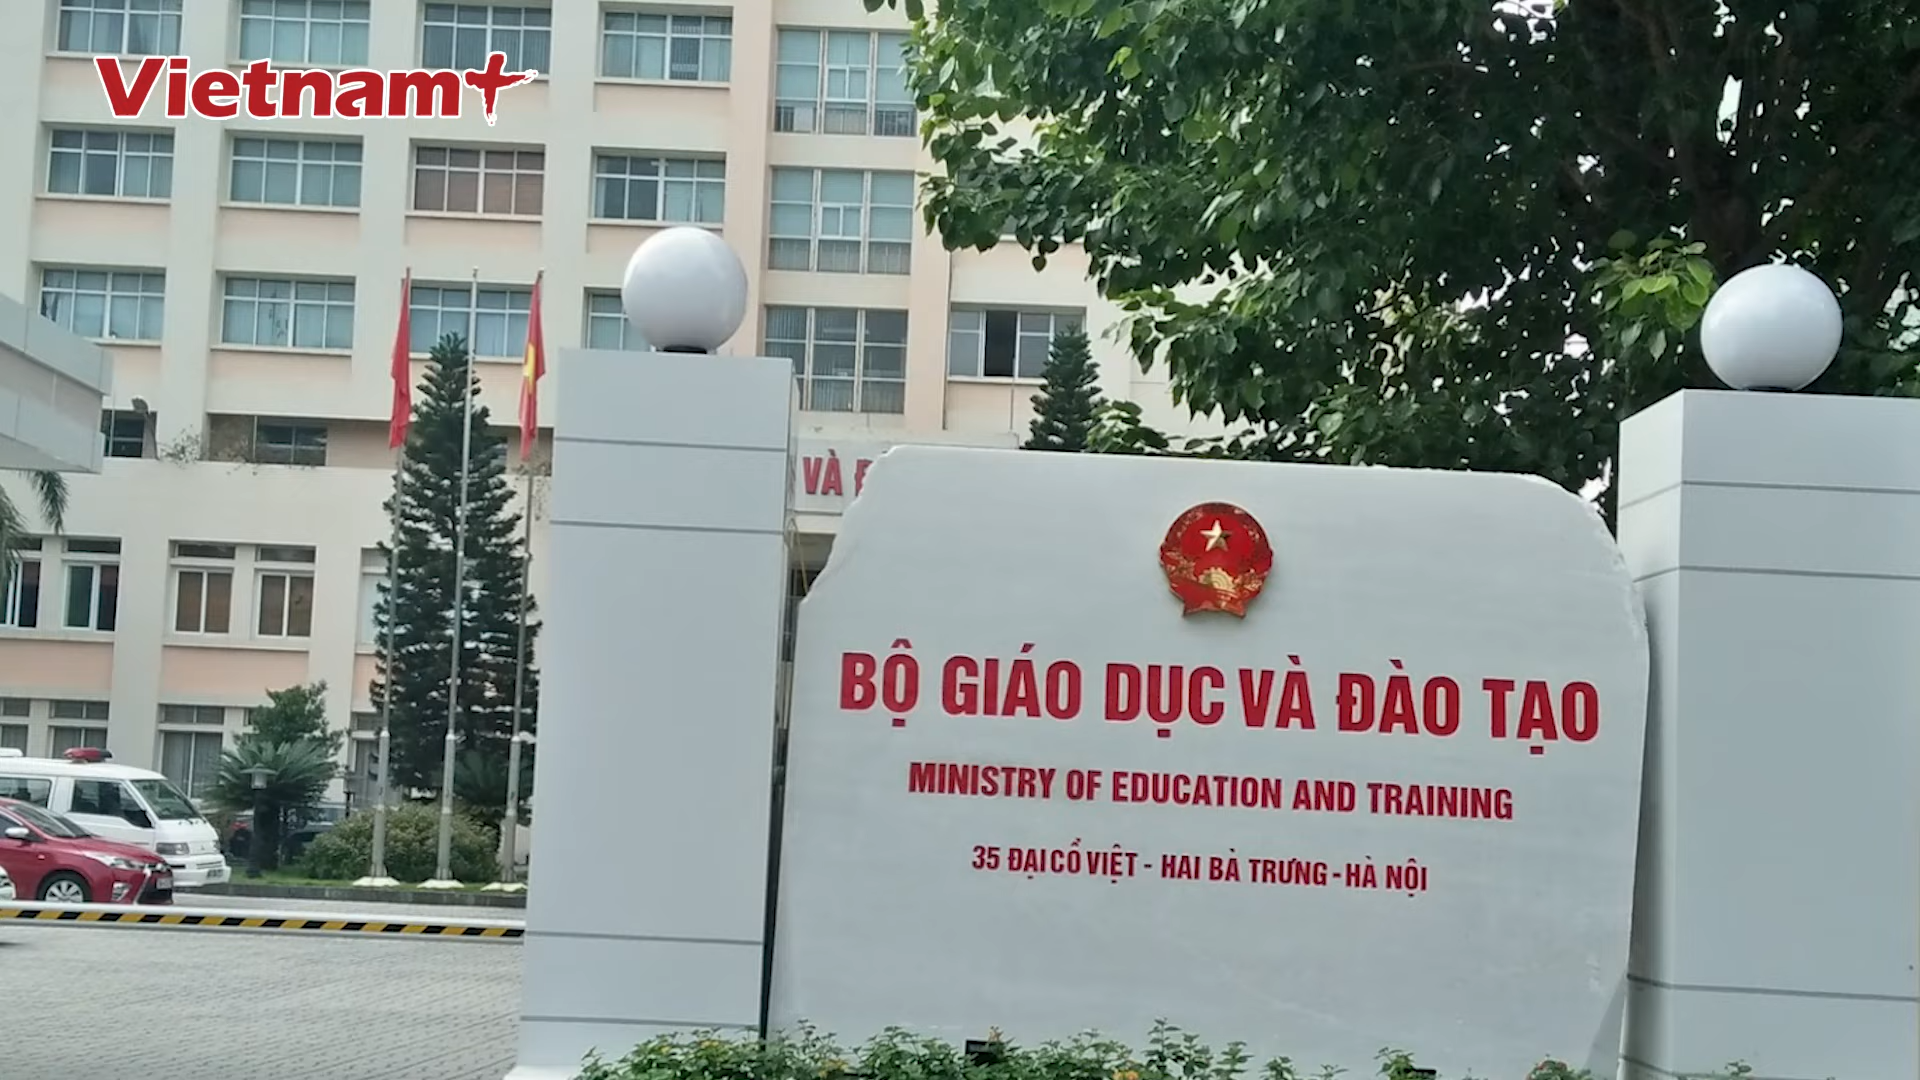 Vietnam+
VÀ
BỘ GIÁO DỤC VÀ ĐÀO TẠO
MINISTRY OF EDUCATION AND TRAINING
35 ĐẠI CỒ VIỆT - HAI BÀ TRƯNG - HÀ NỘI